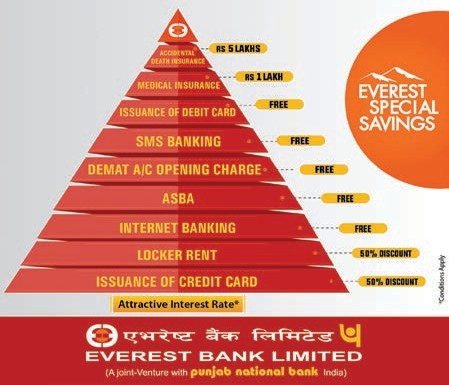 ACCIDENTAL
DEATH INSURANCE
RS 5 LAKHS
MEDICAL INSURANCE
RS 1 LAKH
ISSUANCE OF DEBIT CARD
FREE
SMS BANKING
FREE
DEMAT A/C OPENING CHARGE
FREE
ASBA
FREE
INTERNET BANKING
FREE
LOCKER RENT
50% DISCOUNT
ISSUANCE OF CREDIT CARD
50% DISCOUNT
EVEREST
SPECIAL
SAVINGS
*Conditions Apply
Attractive Interest Rate*
एभरेष्ट बैंक लिमिटेड
EVEREST BANK LIMITED
(A joint-Venture with punjab national bank India)